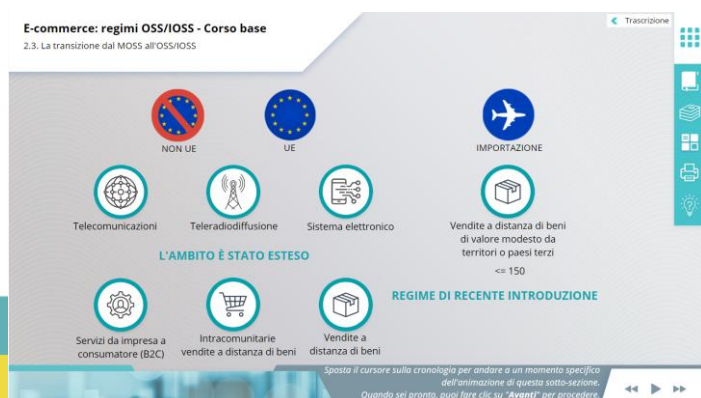 E-commerce: regimi OSS/IOSS - Corso base
2.3. La transizione dal MOSS all'OSS/IOSS
Trascrizione
NON UE
UE
IMPORTAZIONE
Telecomunicazioni
Teleradiodiffusione
Sistema elettronico
Vendite a distanza di beni
di valore modesto da
territori o paesi terzi
<= 150
L'AMBITO È STATO ESTESO
REGIME DI RECENTE INTRODUZIONE
Servizi da impresa a
consumatore (B2C)
Intracomunitarie
vendite a distanza di beni
Vendite a
distanza di beni
Sposta il cursore sulla cronologia per andare a un momento specifico
dell'animazione di questa sotto-sezione.
Quando sei pronto, puoi fare clic su "Avanti" per procedere.